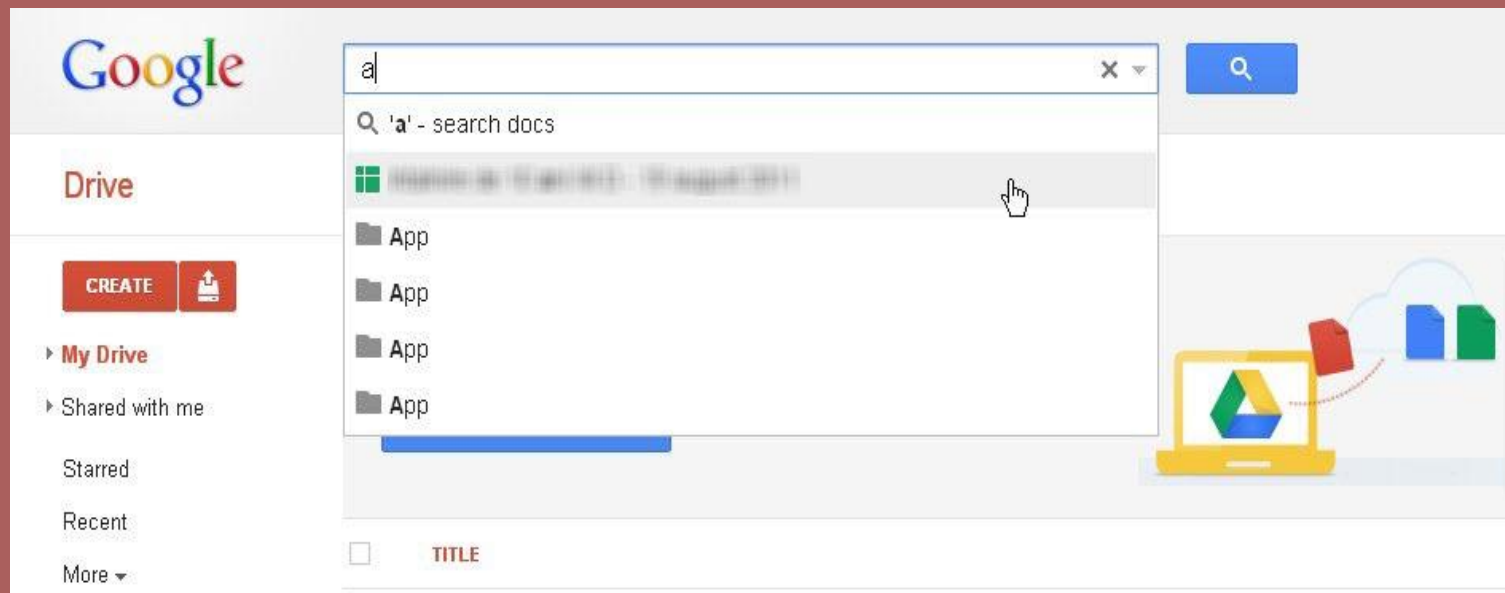 Google
a
'a' - search docs
Drive
App
CREATE
App
My Drive
App
Shared with me
App
Starred
Recent
TITLE
More